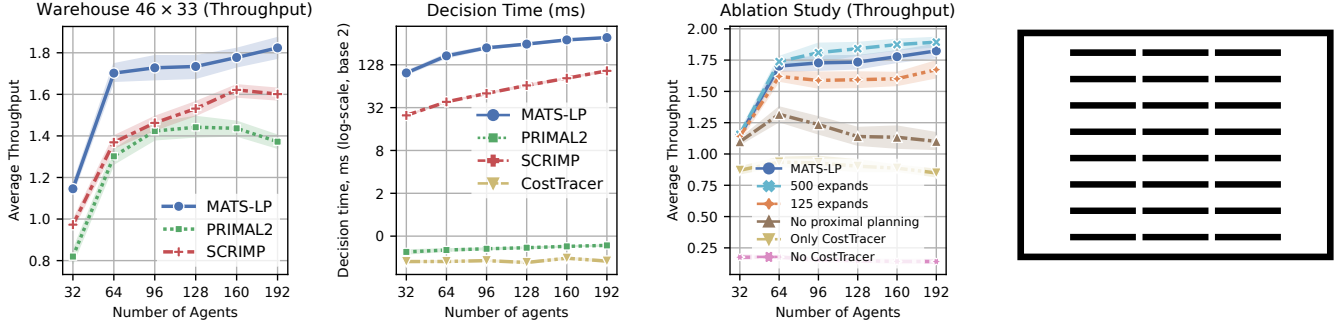 Warehouse 46 × 33 (Throughput)
Average Throughput
1.8
1.6
1.4
1.2
1.0
0.8
MATS-LP
PRIMAL2
SCRIMP
32 64 96 128 160 192
Number of Agents
Decision Time (ms)
Decision time, ms (log-scale, base 2)
128
32
8
2
0
MATS-LP
PRIMAL2
SCRIMP
CostTracer
32 64 96 128 160 192
Number of agents
Ablation Study (Throughput)
Average Throughput
2.00
1.75
1.50
1.25
1.00
0.75
0.50
0.25
MATS-LP
500 expands
125 expands
No proximal planning
Only CostTracer
No CostTracer
32 64 96 128 160 192
Number of Agents